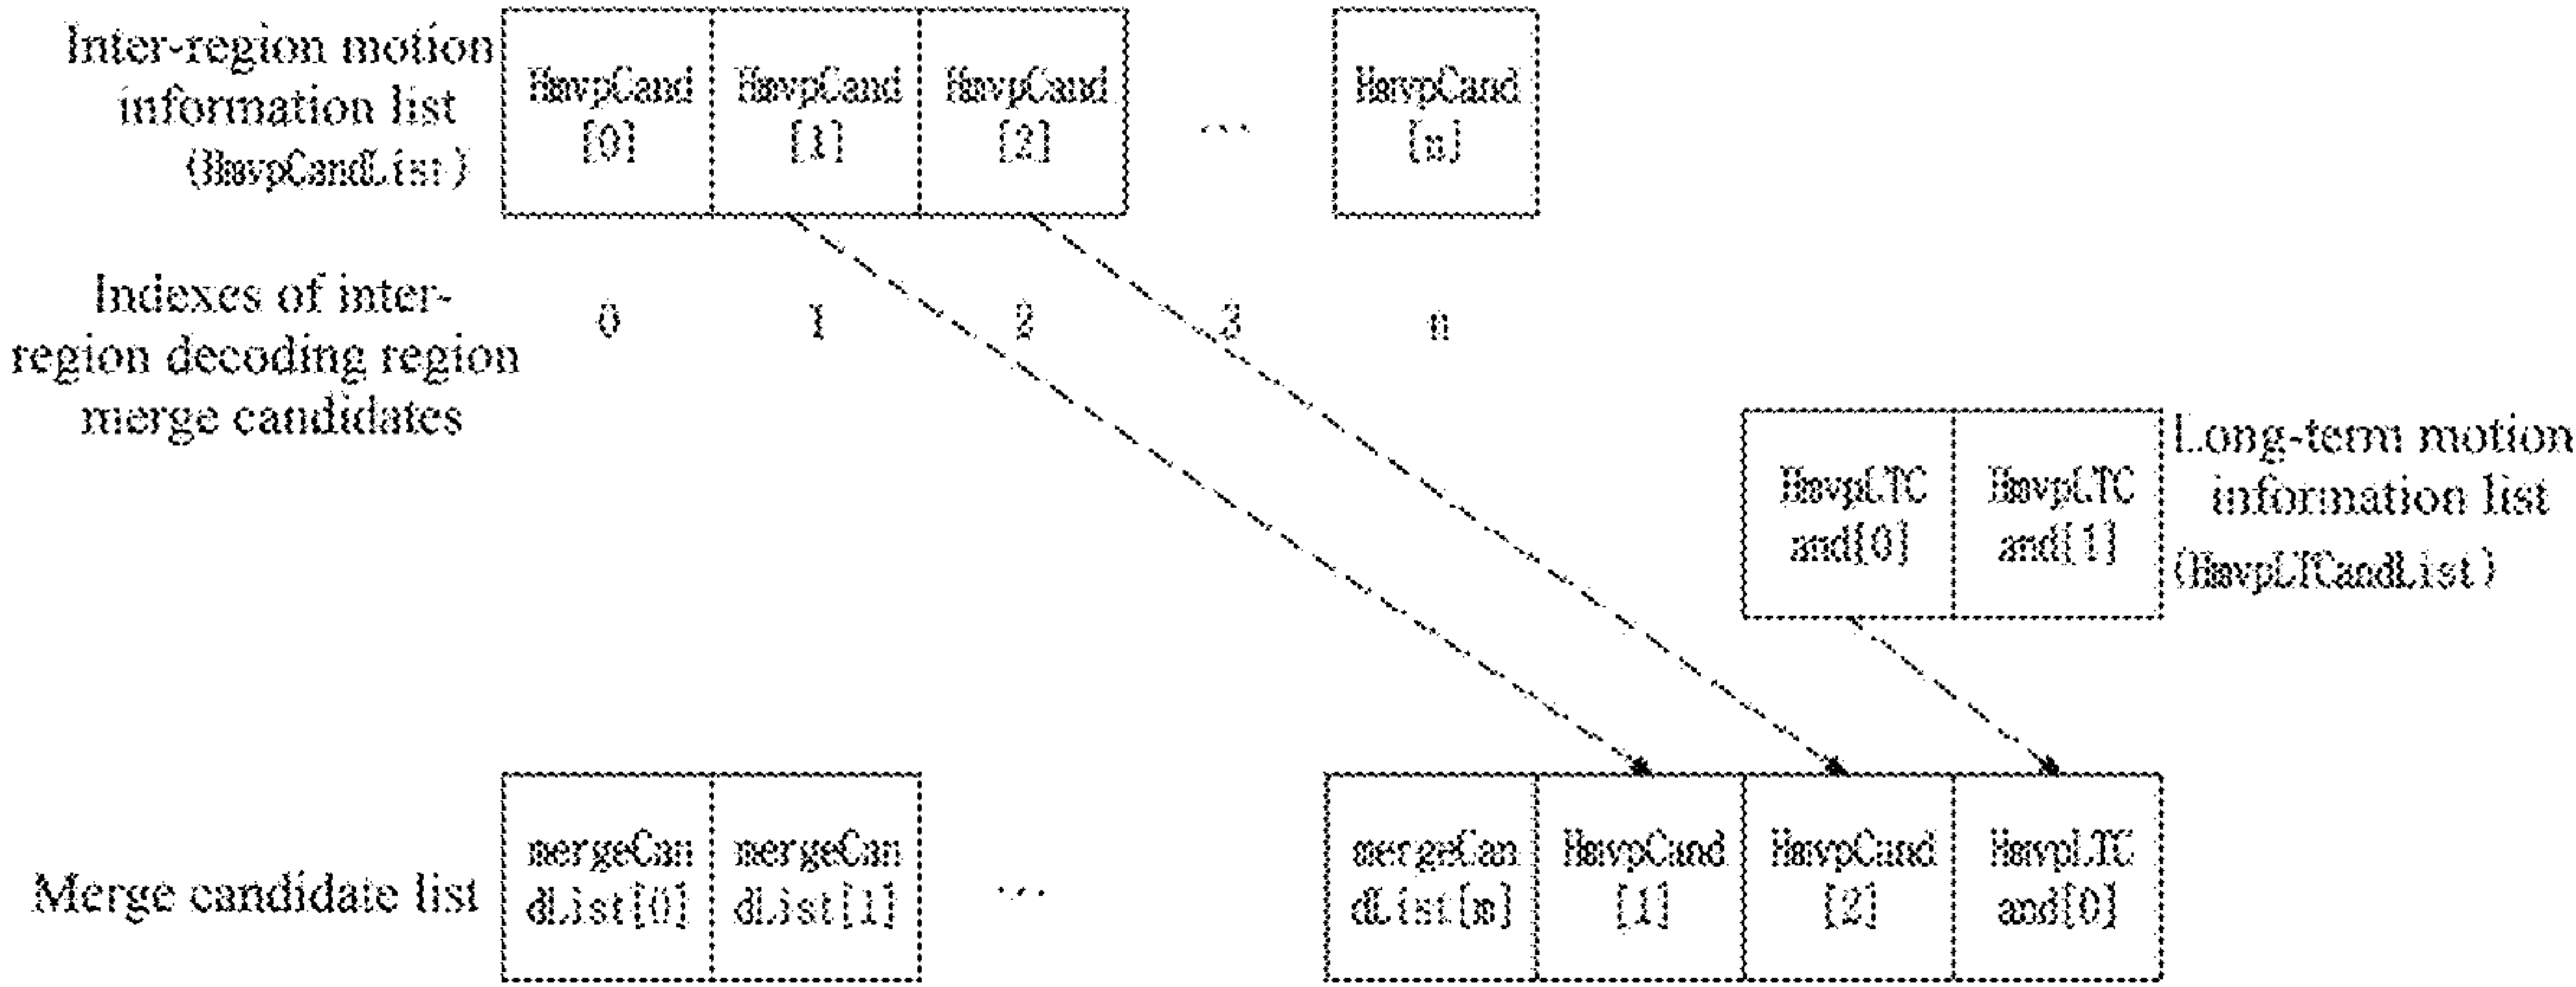 Inter-region motion
information list
(HmvpCandList)
HmvpCand
[0]
HmvpCand
[1]
HmvpCand
[2]
...
HmvpCand
[n]
Indexes of inter-
region decoding region
merge candidates
0
1
2
3
n
HmvpLTC
and[0]
HmvpLTC
and[1]
Long-term motion
information list
(HmvpLTCandList)
Merge candidate list
mergeCan
dList[0]
mergeCan
dList[1]
...
mergeCan
dList[m]
HmvpCand
[1]
HmvpCand
[2]
HmvpLTC
and[0]